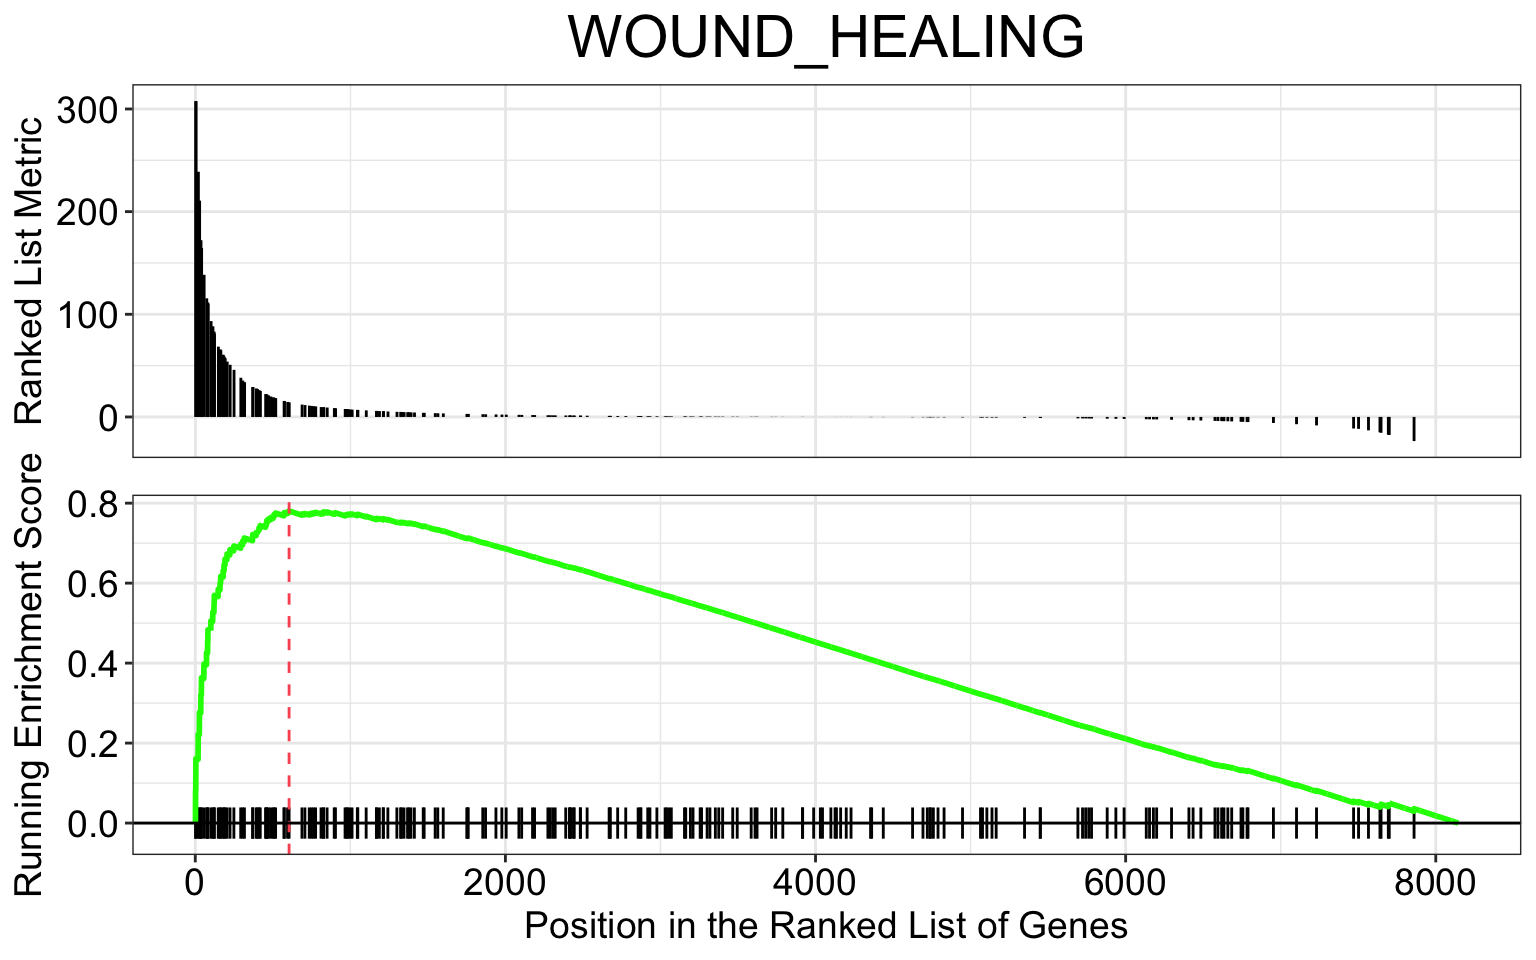 WOUND_HEALING
Ranked List Metric
300
200
100
0
Running Enrichment Score
0.8
0.6
0.4
0.2
0.0
0 2000 4000 6000 8000
Position in the Ranked List of Genes